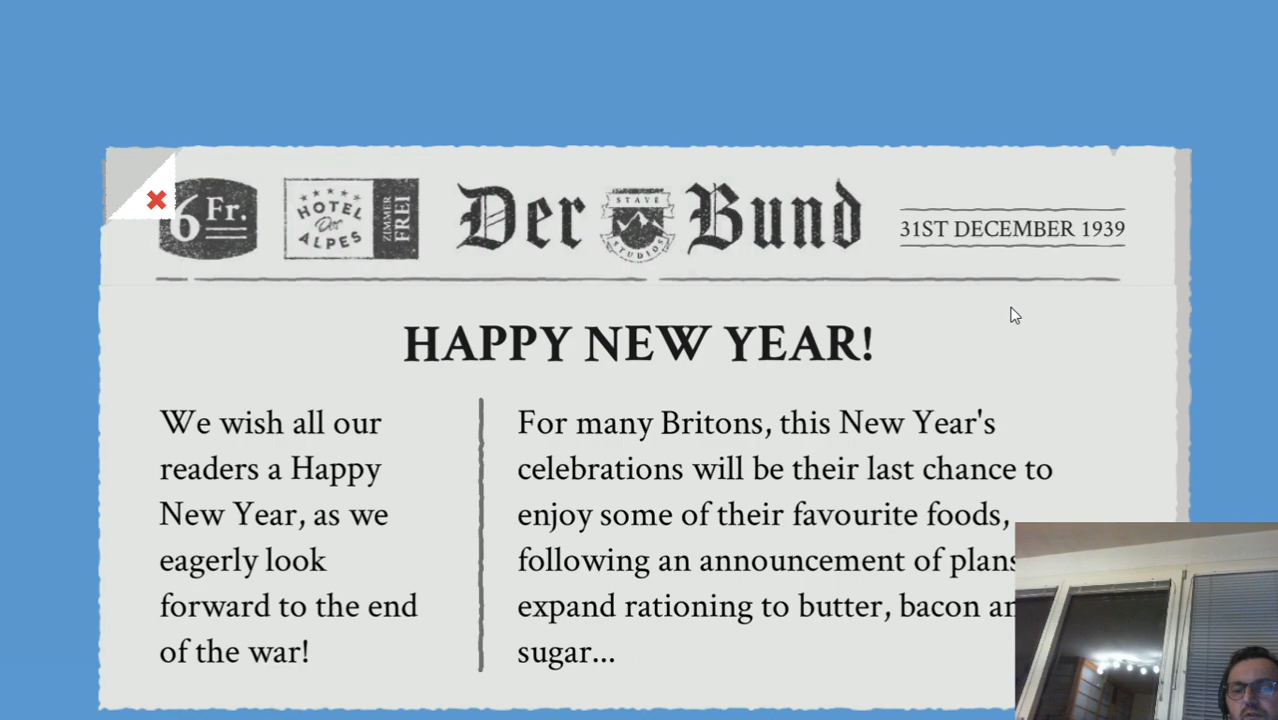 6 Fr.
HOTEL
Der
ALPES
ZIMMER
FREI
Der Bund
STAVE
STUDIOS
31ST DECEMBER 1939
HAPPY NEW YEAR!
We wish all our
readers a Happy
New Year, as we
eagerly look
forward to the end
of the war!
For many Britons, this New Year's
celebrations will be their last chance to
enjoy some of their favourite foods,
following an announcement of plans
expand rationing to butter, bacon
sugar...